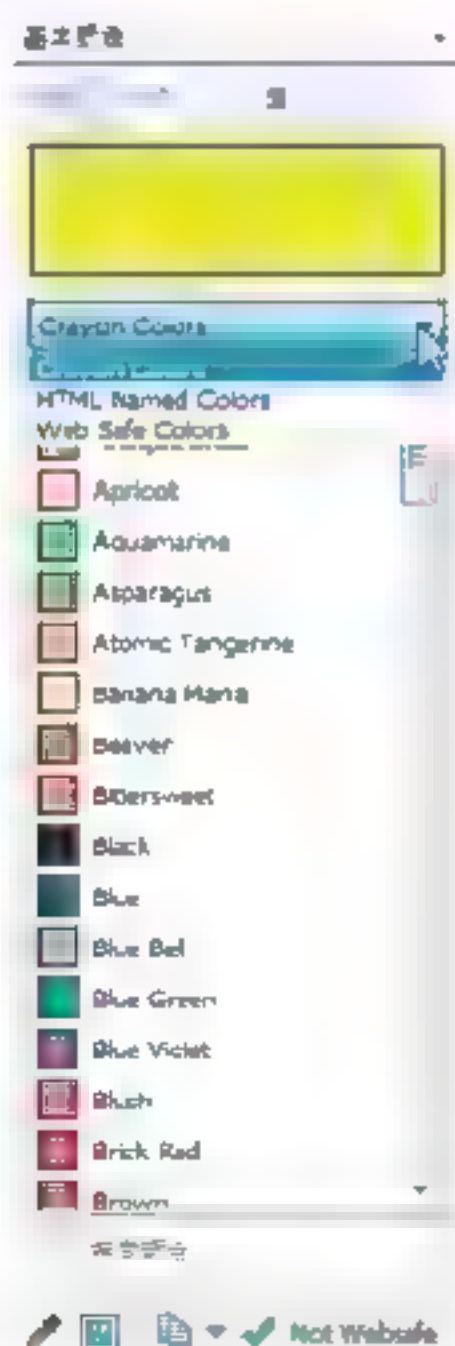 Crayon Colors
HTML Named Colors
Web Safe Colors
Apricot
Aquamarine
Asparagus
Atomic Tangerine
Banana Mania
Beaver
Bittersweet
Black
Blue
Blue Bell
Blue Green
Blue Violet
Blush
Brick Red
Brown
Not Websafe